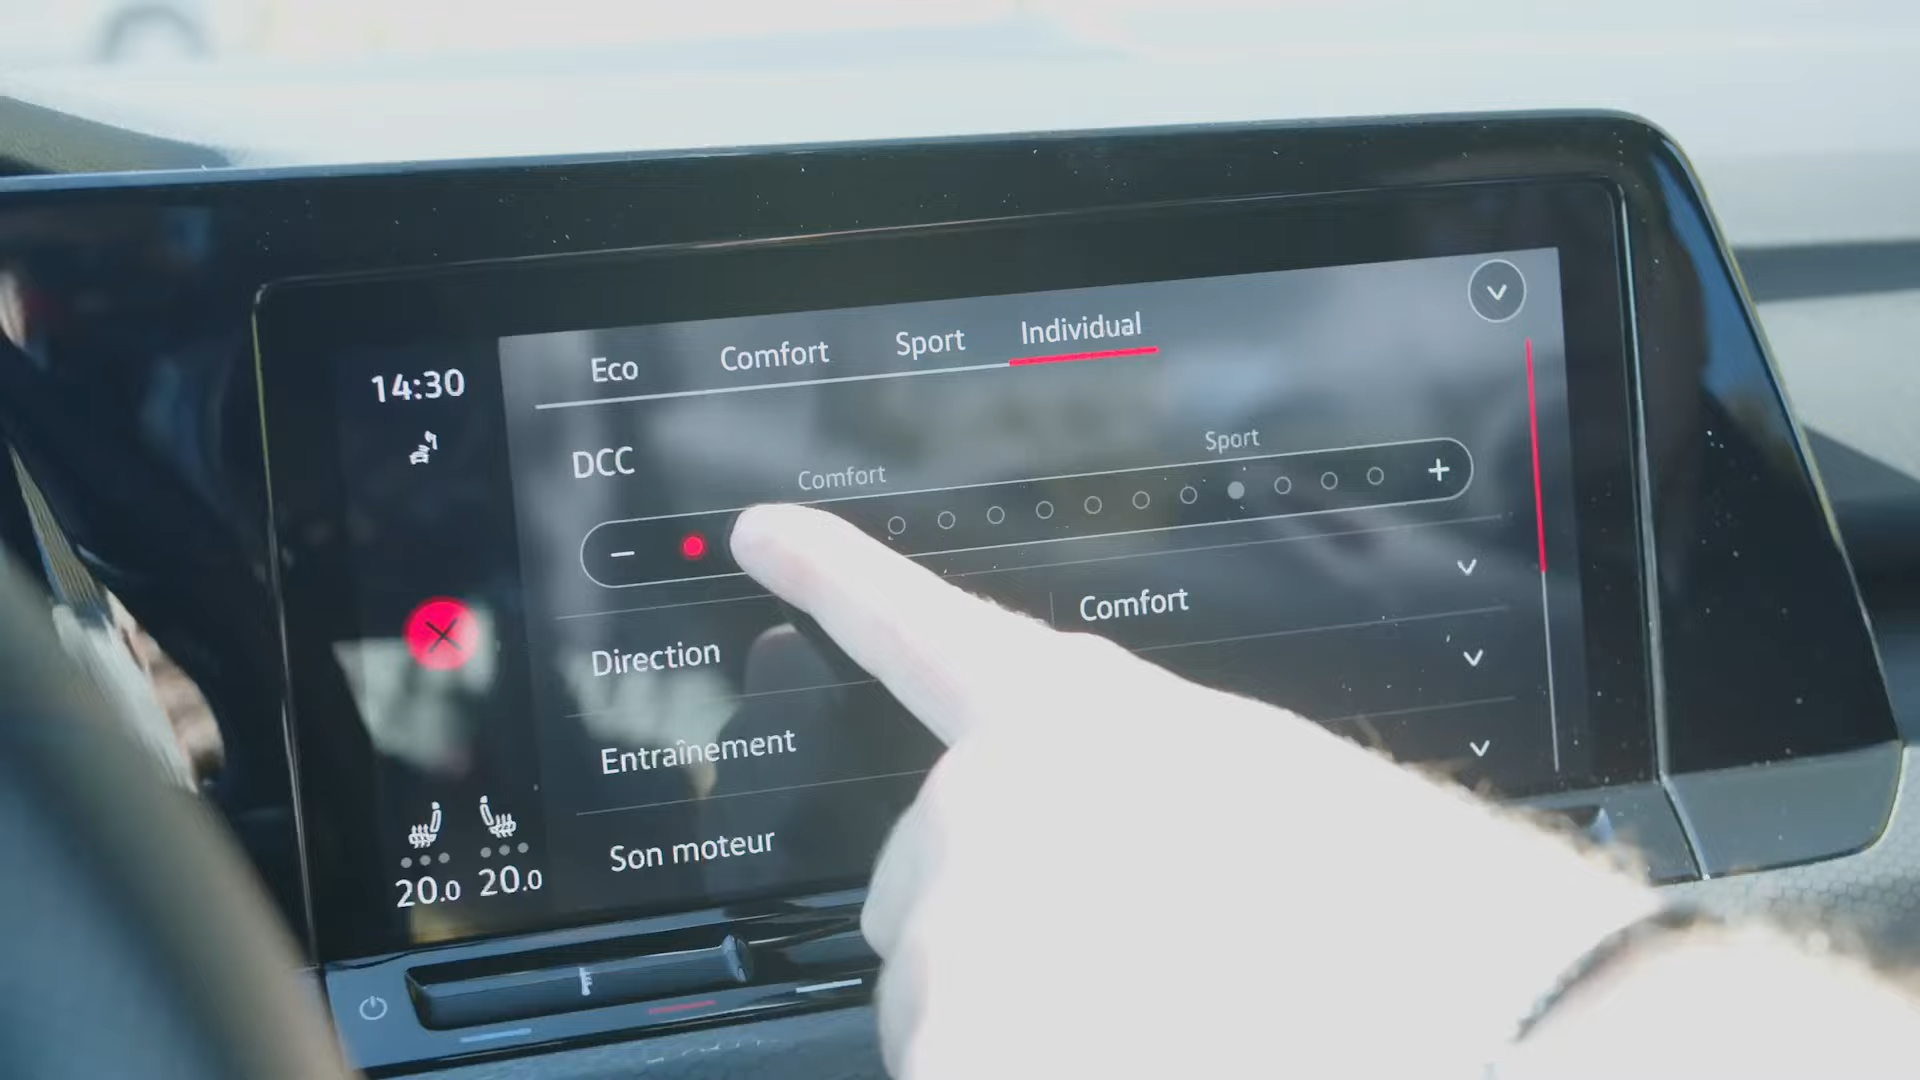 14:30
Eco Comfort Sport Individual
DCC
Comfort Sport
− +
Direction Comfort
Entraînement
Son moteur
20.0 20.0